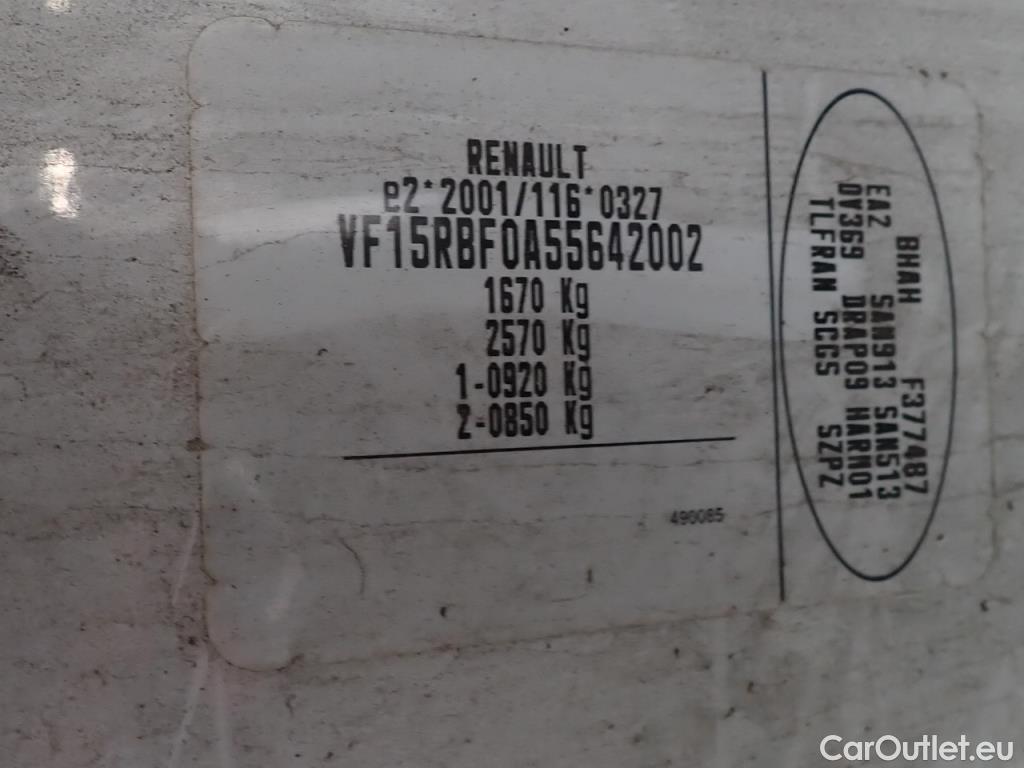 RENAULT
e2*2001/116*0327
VF15RBF0A55642002
1670 Kg
2570 Kg
1-0920 Kg
2-0850 Kg
490085
BHAH F377487
EA2 SAN913 SAN513
DV369 DRAP09 HARN01
TLFRAN SCGS SZPZ
CarOutlet.eu